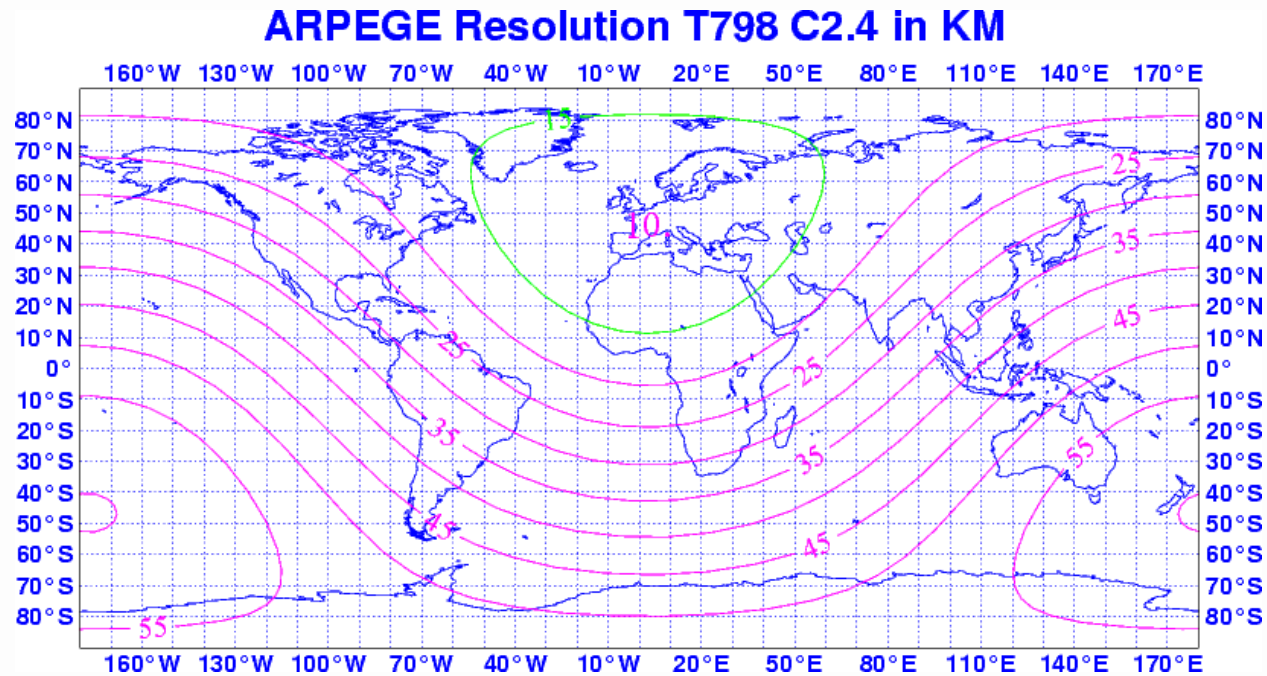 ARPEGE Resolution T798 C2.4 in KM
160°W 130°W 100°W 70°W 40°W 10°W 20°E 50°E 80°E 110°E 140°E 170°E
80°N 15 80°N
70°N 25 70°N
60°N 60°N
50°N 10 50°N
40°N 35 40°N
30°N 30°N
20°N 45 20°N
10°N 25 10°N
0° 25 0°
10°S 10°S
20°S 35 20°S
30°S 35 55 30°S
40°S 40°S
50°S 45 50°S
60°S 45 60°S
70°S 70°S
80°S 55 80°S
160°W 130°W 100°W 70°W 40°W 10°W 20°E 50°E 80°E 110°E 140°E 170°E